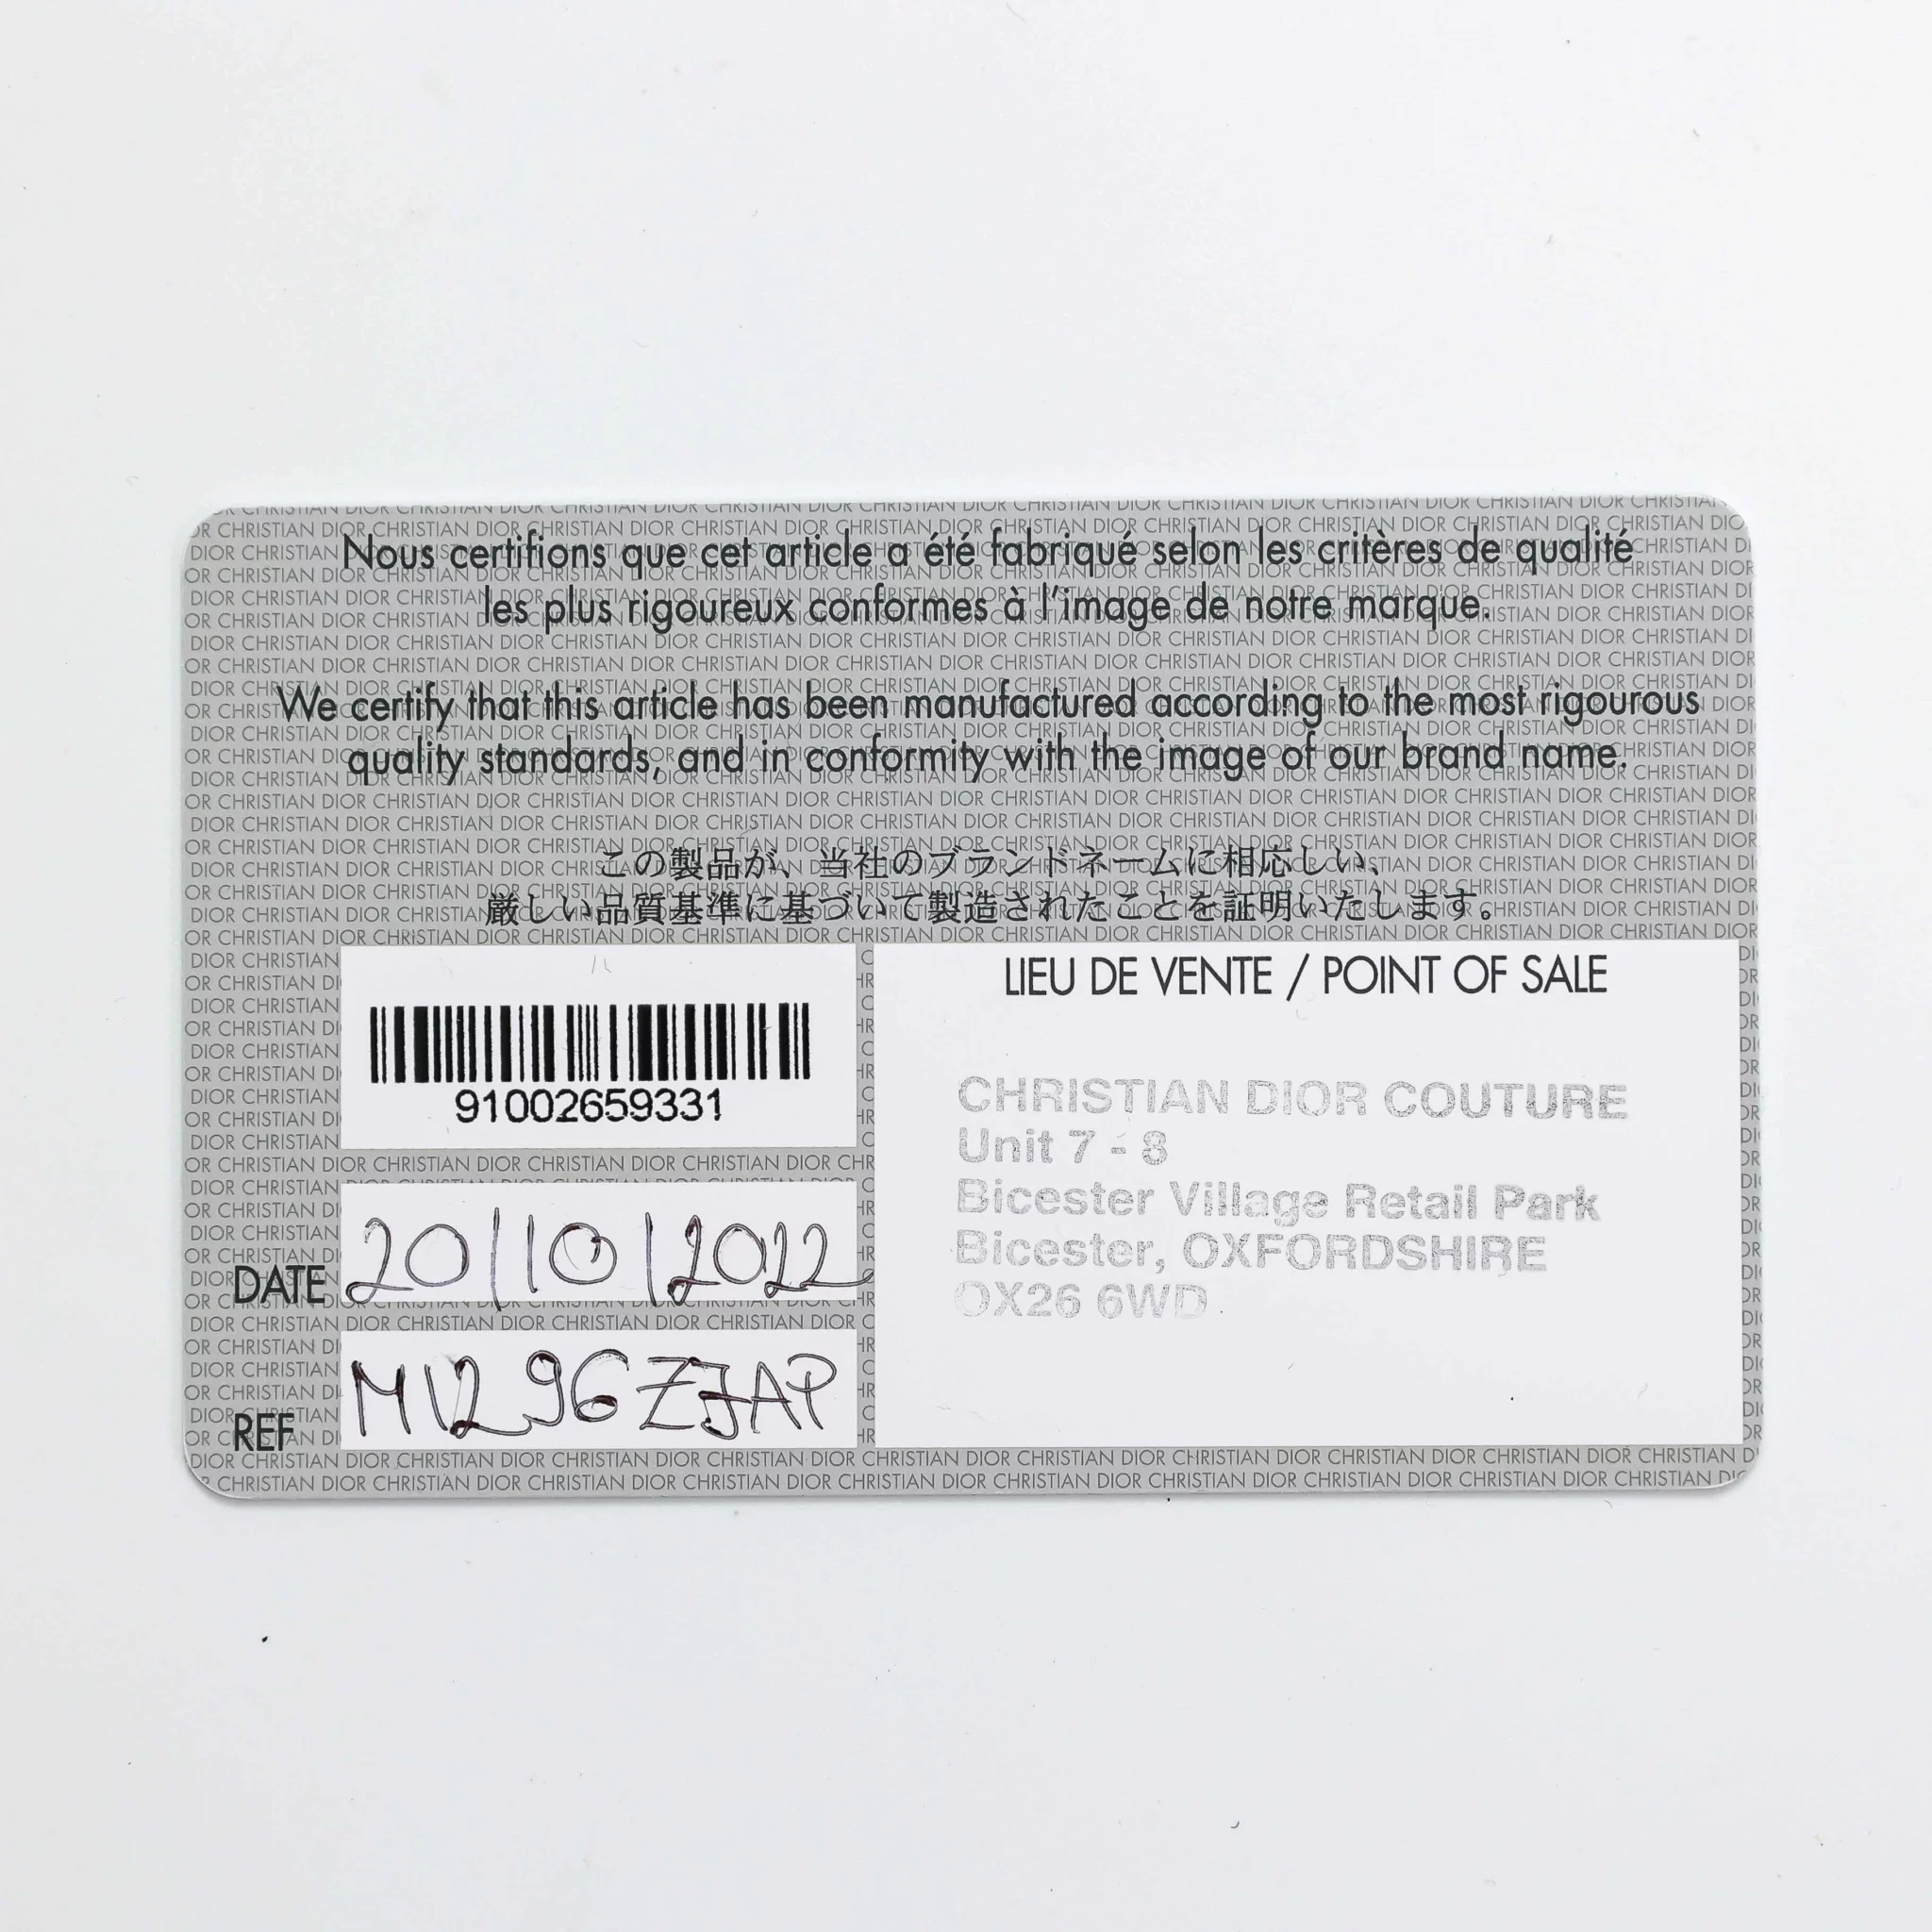 Nous certifions que cet article a été fabriqué selon les critères de qualité
les plus rigoureux conformes à l'image de notre marque.
We certify that this article has been manufactured according to the most rigourous
quality standards, and in conformity with the image of our brand name.
この製品が、当社のブランドネームに相応しい、
厳しい品質基準に基づいて製造されたことを証明いたします。
91002659331
DATE 20/10/2022
REF M1296ZJAP
LIEU DE VENTE / POINT OF SALE
CHRISTIAN DIOR COUTURE
Unit 7 - 8
Bicester Village Retail Park
Bicester, OXFORDSHIRE
OX26 6WD